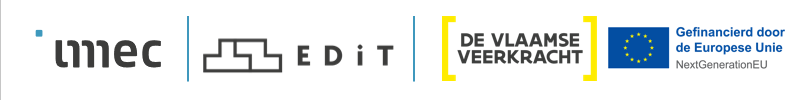 imec
EDiT
DE VLAAMSE
VEERKRACHT
Gefinancierd door
de Europese Unie
NextGenerationEU